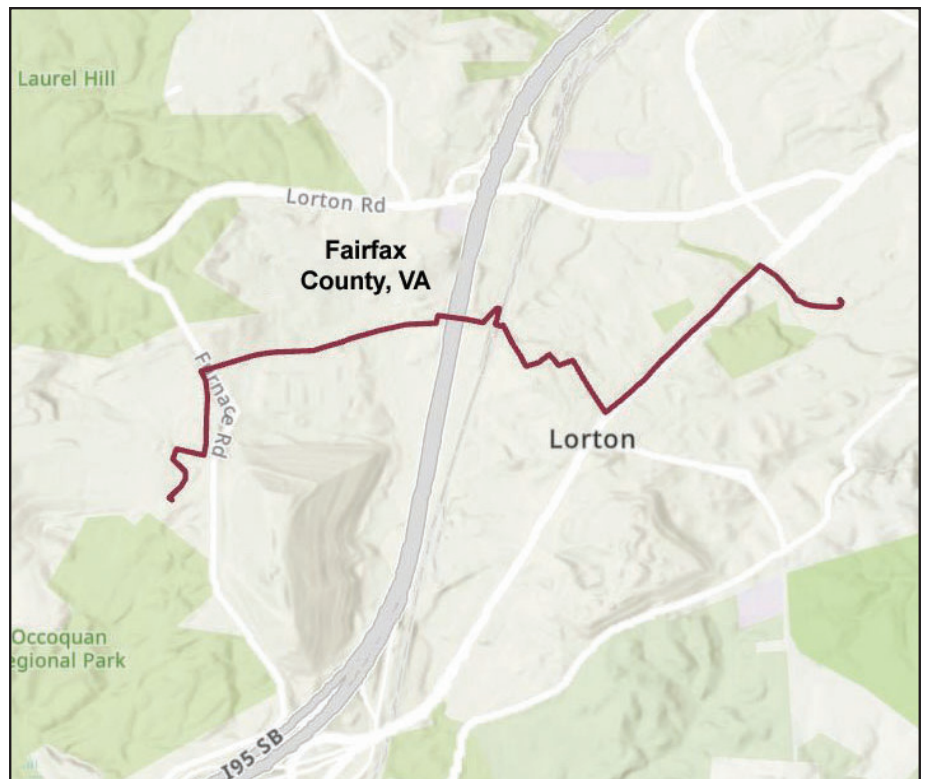 Laurel Hill
Lorton Rd
Fairfax
County, VA
Furnace Rd
Lorton
Occoquan
egional Park
I95 SB